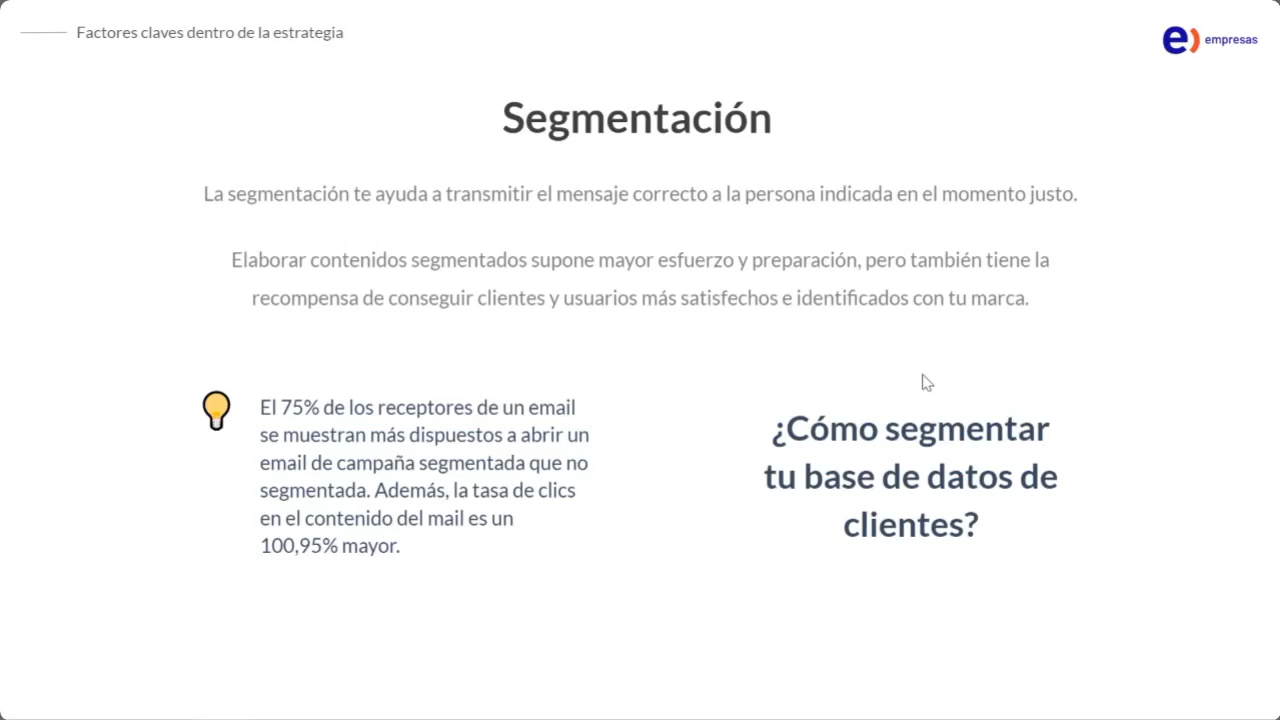 Factores claves dentro de la estrategia
e) empresas
Segmentación
La segmentación te ayuda a transmitir el mensaje correcto a la persona indicada en el momento justo.
Elaborar contenidos segmentados supone mayor esfuerzo y preparación, pero también tiene la
recompensa de conseguir clientes y usuarios más satisfechos e identificados con tu marca.
El 75% de los receptores de un email
se muestran más dispuestos a abrir un
email de campaña segmentada que no
segmentada. Además, la tasa de clics
en el contenido del mail es un
100,95% mayor.
¿Cómo segmentar
tu base de datos de
clientes?